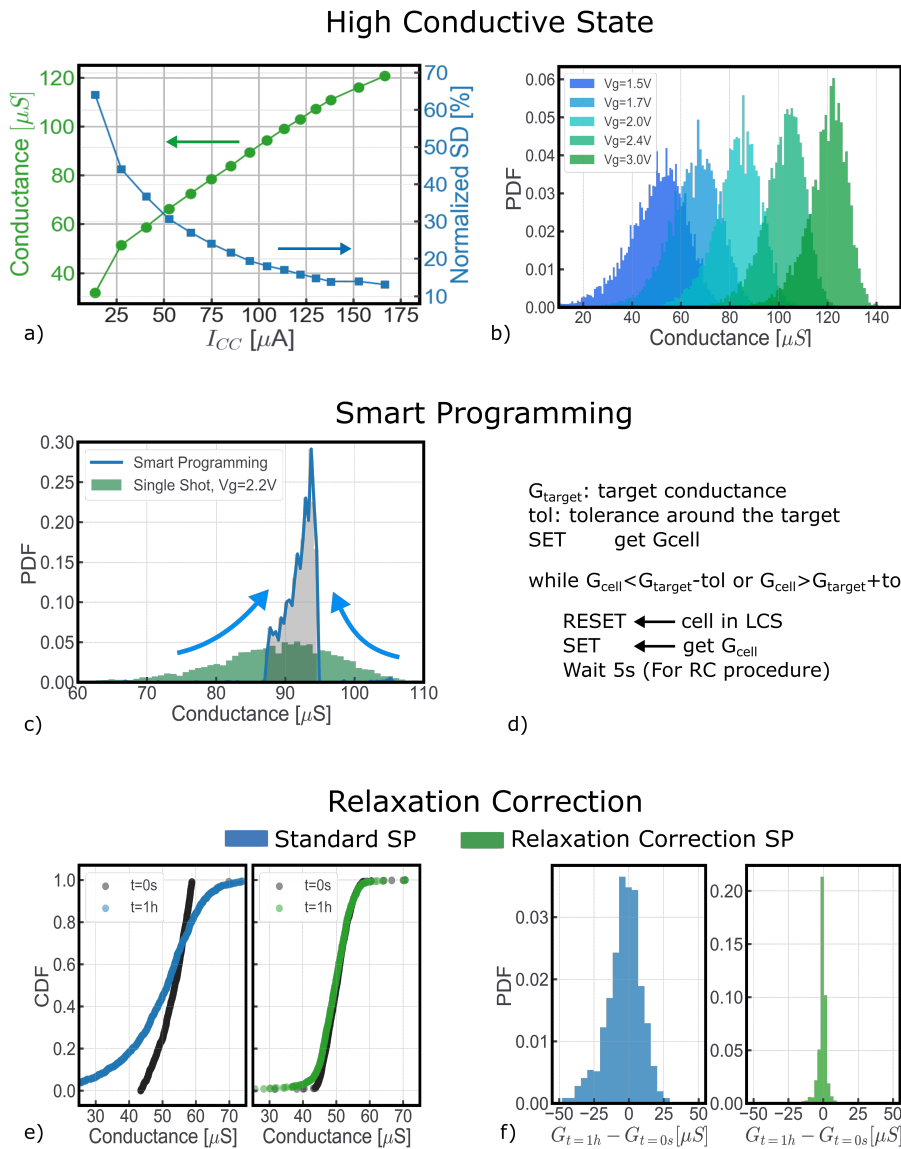 High Conductive State
Conductance [μS]
120
100
80
60
40
70
60
50
40
30
20
10
Normalized SD [%]
25 50 75 100 125 150 175
I_CC [μA]
a)
PDF
0.06
0.05
0.04
0.03
0.02
0.01
0.00
Vg=1.5V
Vg=1.7V
Vg=2.0V
Vg=2.4V
Vg=3.0V
20 40 60 80 100 120 140
Conductance [μS]
b)
Smart Programming
PDF
0.30
0.25
0.20
0.15
0.10
0.05
0.00
Smart Programming
Single Shot, Vg=2.2V
60 70 80 90 100 110
Conductance [μS]
c)
G_target: target conductance
tol: tolerance around the target
SET get Gcell
while G_cell<G_target-tol or G_cell>G_target+to
RESET ← cell in LCS
SET ← get G_cell
Wait 5s (For RC procedure)
d)
Relaxation Correction
Standard SP Relaxation Correction SP
CDF
1.0
0.8
0.6
0.4
0.2
0.0
t=0s
t=1h
30 40 50 60 70
Conductance [μS]
t=0s
t=1h
30 40 50 60 70
Conductance [μS]
e)
PDF
0.03
0.02
0.01
0.00
-50 -25 0 25 50
G_{t=1h} − G_{t=0s}[μS]
0.20
0.15
0.10
0.05
0.00
-50 -25 0 25 50
G_{t=1h} − G_{t=0s}[μS]
f)